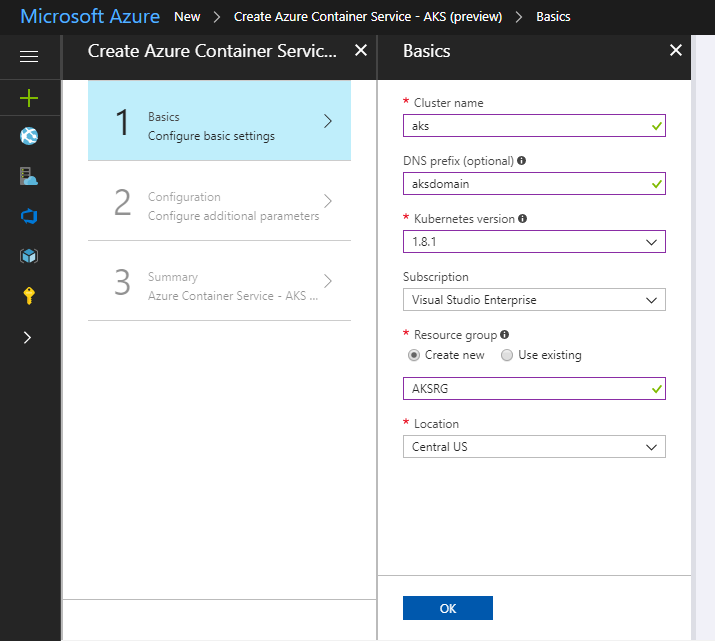 Microsoft Azure New > Create Azure Container Service - AKS (preview) > Basics
Create Azure Container Servic...
1
Basics
Configure basic settings
2
Configuration
Configure additional parameters
3
Summary
Azure Container Service - AKS ...
Basics
* Cluster name
aks
DNS prefix (optional)
aksdomain
* Kubernetes version
1.8.1
Subscription
Visual Studio Enterprise
* Resource group
Create new Use existing
AKSRG
* Location
Central US
OK